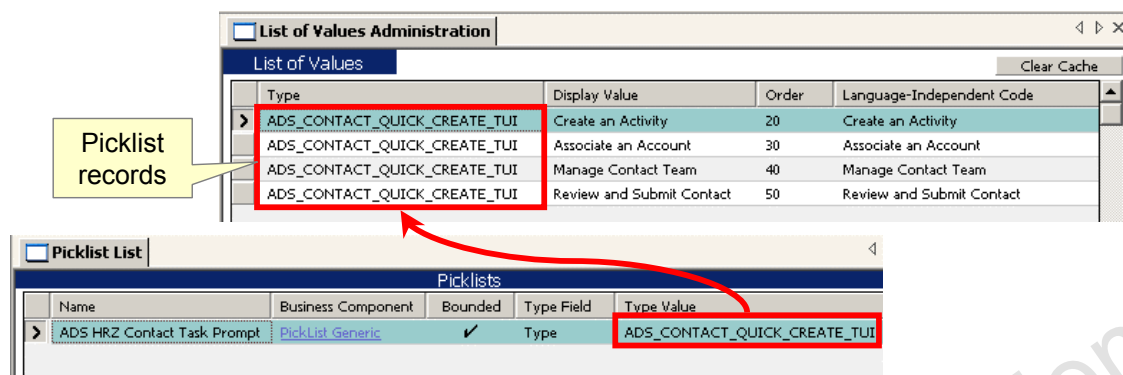 List of Values Administration
List of Values
Clear Cache
Type Display Value Order Language-Independent Code
ADS_CONTACT_QUICK_CREATE_TUI Create an Activity 20 Create an Activity
ADS_CONTACT_QUICK_CREATE_TUI Associate an Account 30 Associate an Account
ADS_CONTACT_QUICK_CREATE_TUI Manage Contact Team 40 Manage Contact Team
ADS_CONTACT_QUICK_CREATE_TUI Review and Submit Contact 50 Review and Submit Contact
Picklist
records
Picklist List
Picklists
Name Business Component Bounded Type Field Type Value
ADS HRZ Contact Task Prompt PickList Generic ✔ Type ADS_CONTACT_QUICK_CREATE_TUI